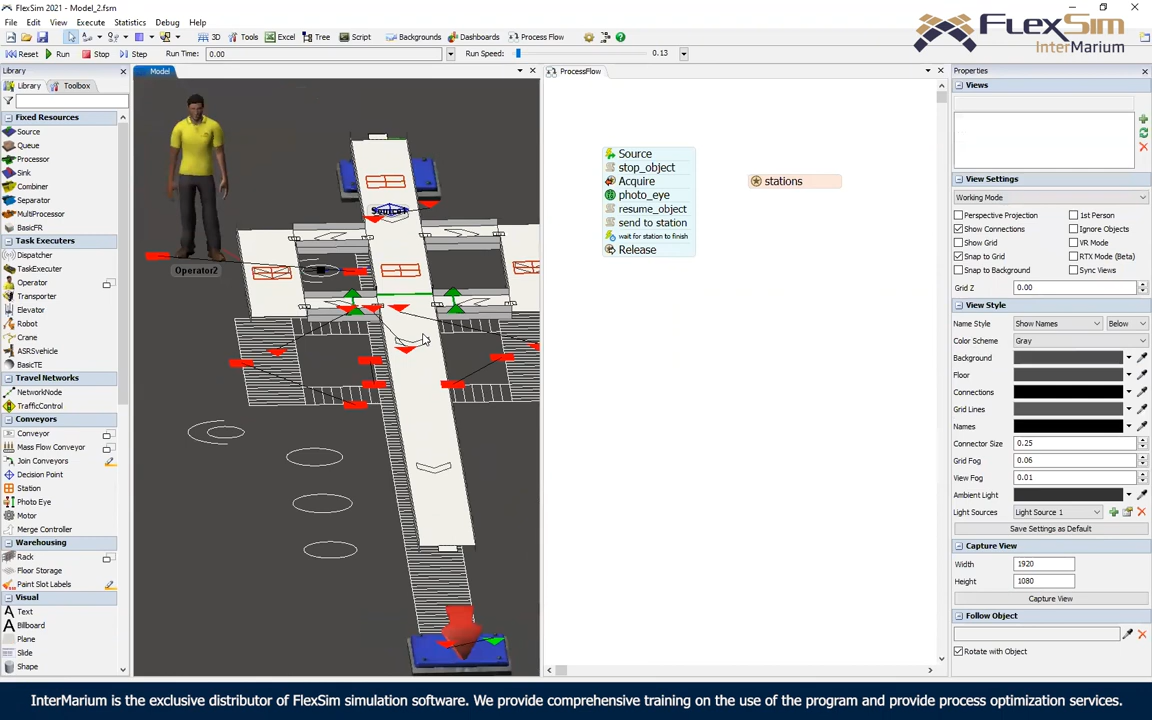 FlexSim 2021 - Model_2.fsm
File Edit View Execute Statistics Debug Help
3D Tools Excel Tree Script Backgrounds Dashboards Process Flow
Reset Run Stop Step Run Time: 0.00 Run Speed: 0.13
FLEXSIM
InterMarium
Library
Library Toolbox
Fixed Resources
Source
Queue
Processor
Sink
Combiner
Separator
MultiProcessor
BasicFR
Task Executers
Dispatcher
TaskExecuter
Operator
Transporter
Elevator
Robot
Crane
ASRSvehicle
BasicTE
Travel Networks
NetworkNode
TrafficControl
Conveyors
Conveyor
Mass Flow Conveyor
Join Conveyors
Decision Point
Station
Photo Eye
Motor
Merge Controller
Warehousing
Rack
Floor Storage
Paint Slot Labels
Visual
Text
Billboard
Plane
Slide
Shape
Model
Source1
Operator2
ProcessFlow
Source
stop_object
Acquire
photo_eye
resume_object
send to station
wait for station to finish
Release
stations
Properties
Views
View Settings
Working Mode
Perspective Projection 1st Person
Show Connections Ignore Objects
Show Grid VR Mode
Snap to Grid RTX Mode (Beta)
Snap to Background Sync Views
Grid Z 0.00
View Style
Name Style Show Names Below
Color Scheme Gray
Background
Floor
Connections
Grid Lines
Names
Connector Size 0.25
Grid Fog 0.06
View Fog 0.01
Ambient Light
Light Sources Light Source 1
Save Settings as Default
Capture View
Width 1920
Height 1080
Capture View
Follow Object
Rotate with Object
InterMarium is the exclusive distributor of FlexSim simulation software. We provide comprehensive training on the use of the program and provide process optimization services.